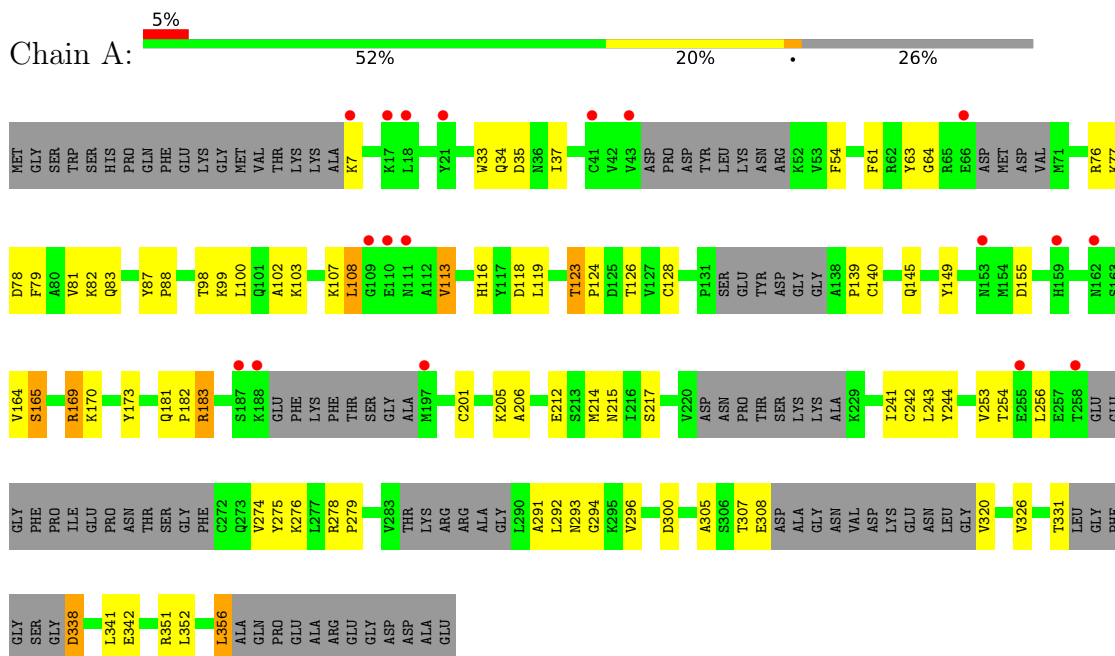 5%
Chain A:
52% 20% • 26%
MET GLY SER TRP SER HIS PRO GLN PHE GLU LYS GLY MET VAL THR LYS LYS ALA K7 K17 L18 Y21 W33 Q34 D35 N36 I37 C41 V42 V43 ASP PRO ASP TYR LEU LYS ASN ARG K52 V53 F54 F61 R62 Y63 G64 R65 E66 ASP MET ASP VAL M71 R76 K77
D78 F79 A80 V81 K82 Q83 Y87 P88 T98 K99 L100 Q101 A102 K103 K107 L108 G109 E110 N111 A112 V113 H116 Y117 D118 L119 T123 P124 D125 T126 V127 C128 P131 SER GLU TYR ASP GLY GLY A138 P139 C140 Q145 Y149 N153 M154 D155 H159 N162 S163
V164 S165 R169 K170 Y173 Q181 P182 R183 S187 K188 GLU PHE LYS PHE THR SER GLY ALA M197 C201 K205 A206 E212 S213 M214 N215 I216 S217 V220 ASP ASN PRO THR SER LYS LYS ALA K229 I241 C242 L243 Y244 V253 T254 E255 L256 E257 T258 GLU GLU
GLY PHE PRO ILE GLU PRO ASN THR SER GLY PHE C272 Q273 V274 Y275 K276 L277 R278 P279 V283 THR LYS ARG ARG ALA GLY L290 A291 L292 N293 G294 K295 V296 D300 A305 S306 T307 E308 ASP ALA GLY ASN VAL ASP LYS GLU ASN LEU GLY V320 V326 T331 LEU GLY PHE
GLY SER GLY D338 L341 E342 R351 L352 L356 ALA GLN PRO GLU ALA ARG GLU GLY ASP ASP ALA GLU